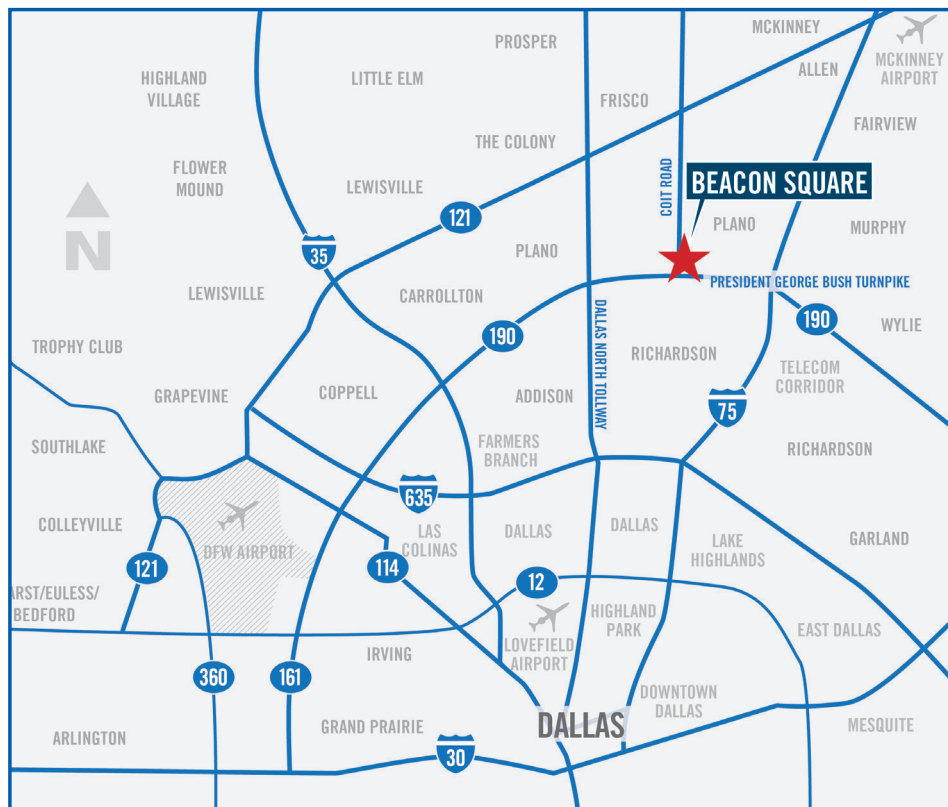 MCKINNEY
PROSPER
MCKINNEY
AIRPORT
ALLEN
HIGHLAND
VILLAGE
LITTLE ELM
FRISCO
FAIRVIEW
THE COLONY
FLOWER
MOUND
LEWISVILLE
COIT ROAD
BEACON SQUARE
121
PLANO
MURPHY
N
35
PLANO
PRESIDENT GEORGE BUSH TURNPIKE
LEWISVILLE
CARROLLTON
DALLAS NORTH TOLLWAY
190
190
WYLIE
TROPHY CLUB
RICHARDSON
TELECOM
CORRIDOR
GRAPEVINE
COPPELL
ADDISON
75
SOUTHLAKE
FARMERS
BRANCH
RICHARDSON
635
COLLEYVILLE
DFW AIRPORT
LAS
COLINAS
DALLAS
DALLAS
LAKE
HIGHLANDS
GARLAND
121
114
12
ARST/EULESS/
BEDFORD
HIGHLAND
PARK
EAST DALLAS
LOVEFIELD
AIRPORT
IRVING
360
161
DOWNTOWN
DALLAS
DALLAS
MESQUITE
GRAND PRAIRIE
ARLINGTON
30